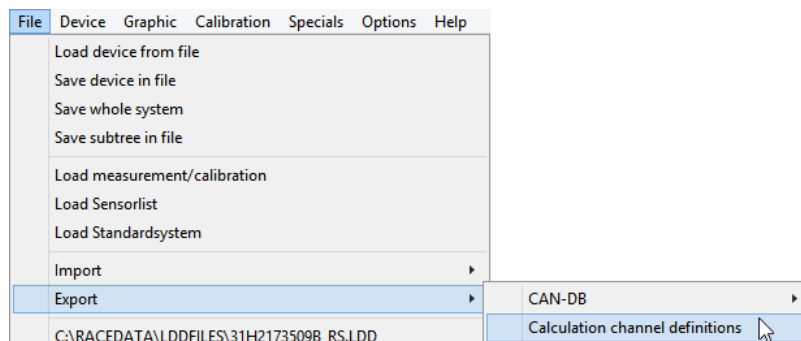 File Device Graphic Calibration Specials Options Help
Load device from file
Save device in file
Save whole system
Save subtree in file
Load measurement/calibration
Load Sensorlist
Load Standardsystem
Import
Export
CAN-DB
Calculation channel definitions
C:\RACEDATA\LDDFILES\31H2173509B_RS.LDD